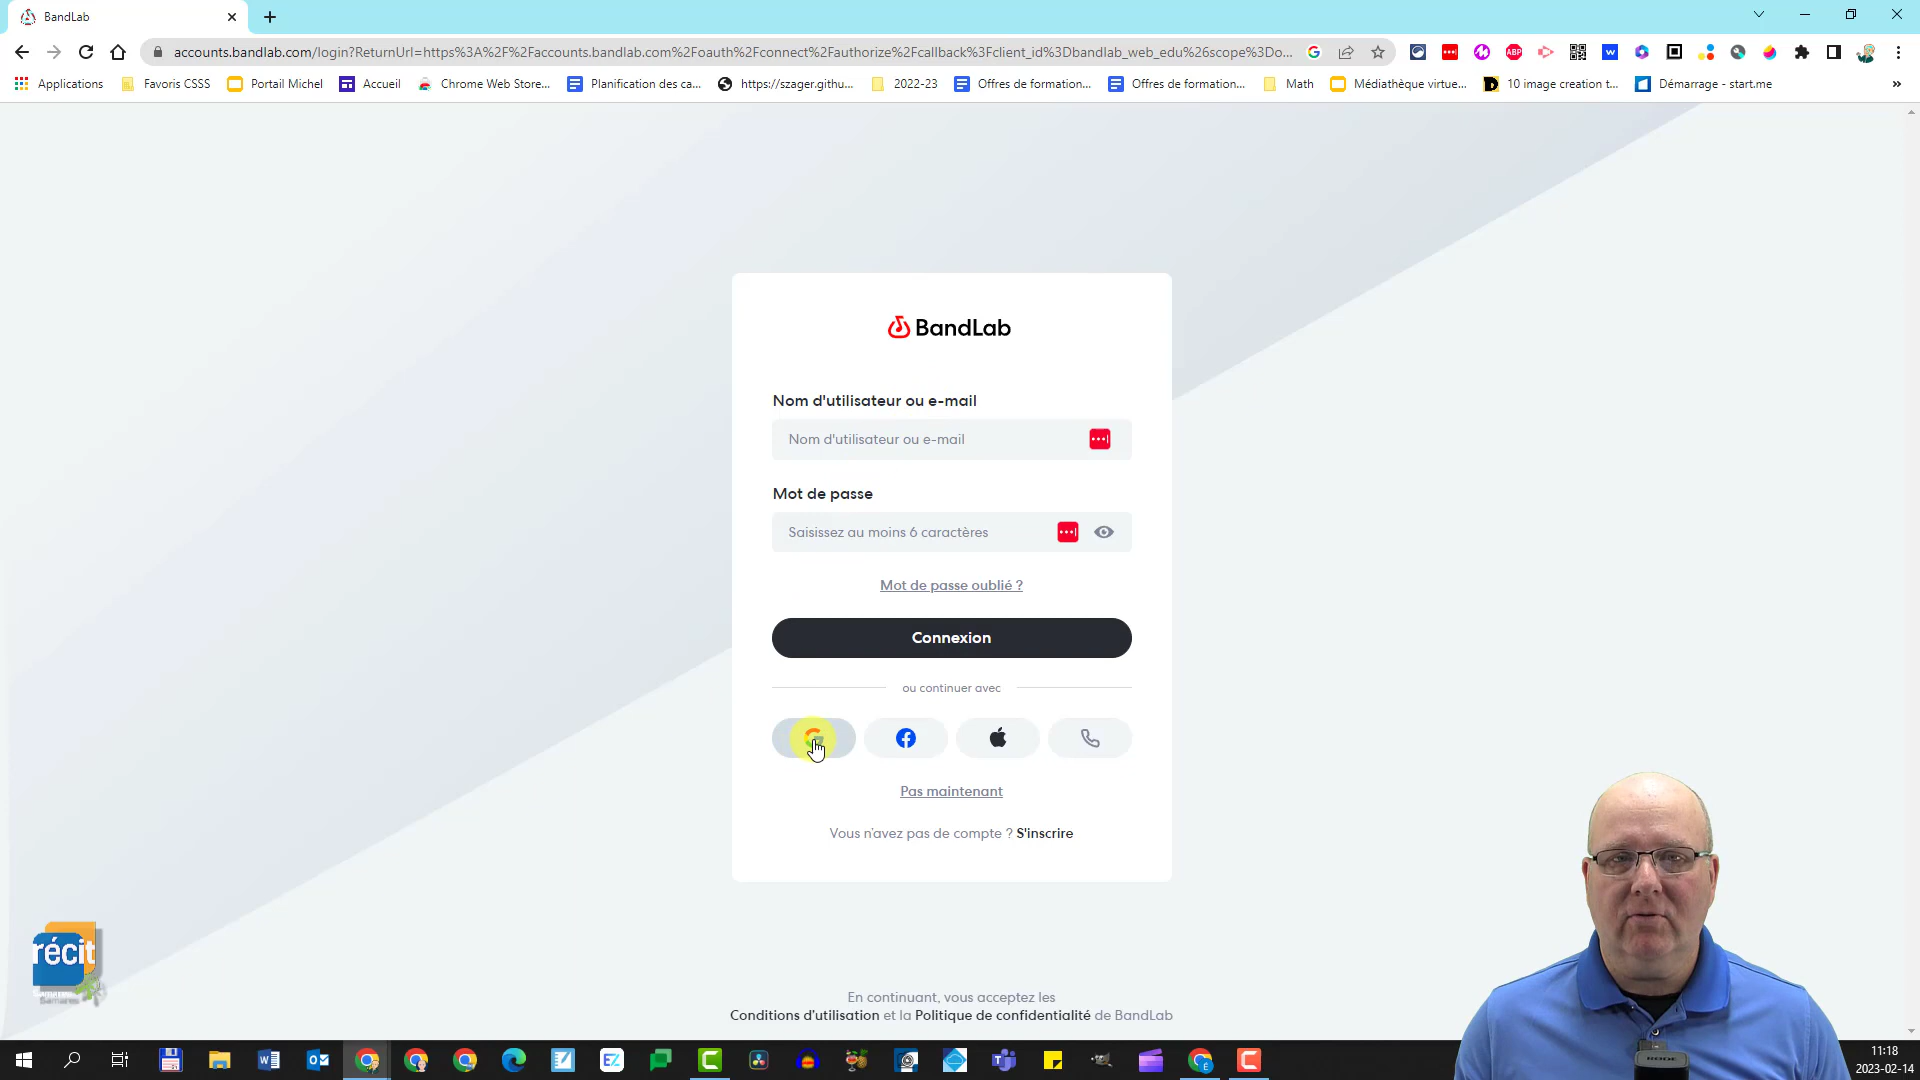 BandLab
accounts.bandlab.com/login?ReturnUrl=https%3A%2F%2Faccounts.bandlab.com%2Foauth%2Fconnect%2Fauthorize%2Fcallback%3Fclient_id%3Dbandlab_web_edu%26scope%3Do...
Applications
Favoris CSSS
Portail Michel
Accueil
Chrome Web Store...
Planification des ca...
https://szager.githu...
2022-23
Offres de formation...
Offres de formation...
Math
Médiathèque virtue...
10 image creation t...
Démarrage - start.me
BandLab
Nom d'utilisateur ou e-mail
Nom d'utilisateur ou e-mail
Mot de passe
Saisissez au moins 6 caractères
Mot de passe oublié ?
Connexion
ou continuer avec
Pas maintenant
Vous n'avez pas de compte ? S'inscrire
récit
En continuant, vous acceptez les
Conditions d'utilisation et la Politique de confidentialité de BandLab
RODE
11:18
2023-02-14